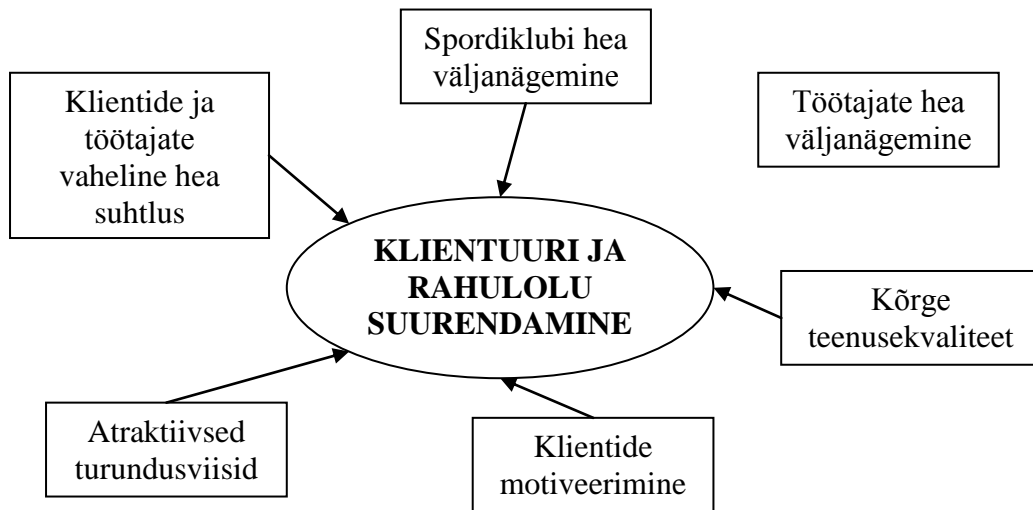 Spordiklubi hea
väljanägemine
Klientide ja
töötajate
vaheline hea
suhtlus
Töötajate hea
väljanägemine
KLIENTUURI JA
RAHULOLU
SUURENDAMINE
Kõrge
teenusekvaliteet
Atraktiivsed
turundusviisid
Klientide
motiveerimine